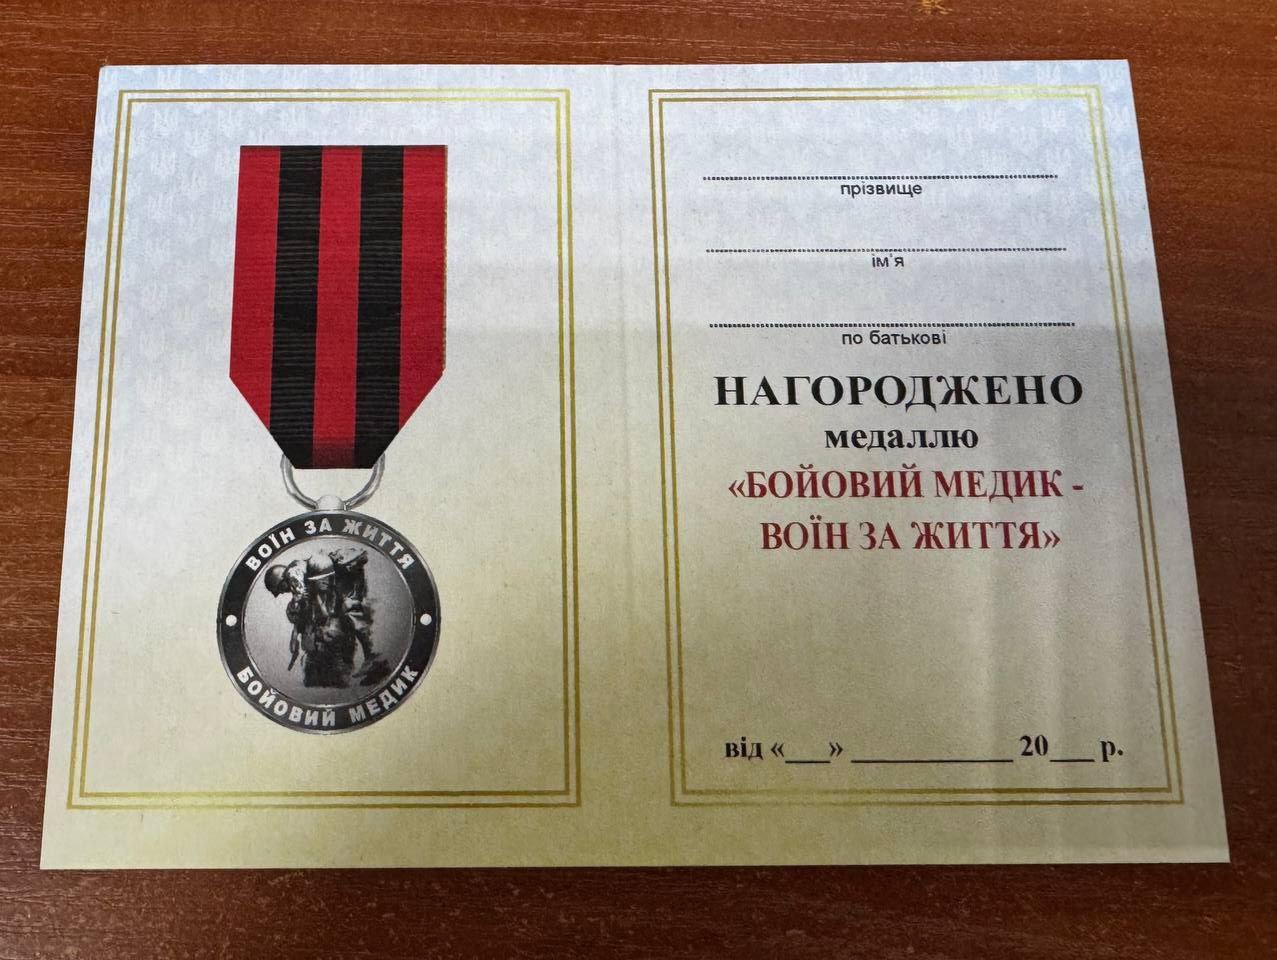 ВОЇН ЗА ЖИТТЯ
БОЙОВИЙ МЕДИК
прізвище
ім'я
по батькові
НАГОРОДЖЕНО
медаллю
«БОЙОВИЙ МЕДИК -
ВОЇН ЗА ЖИТТЯ»
від «___» ____________ 20___ р.